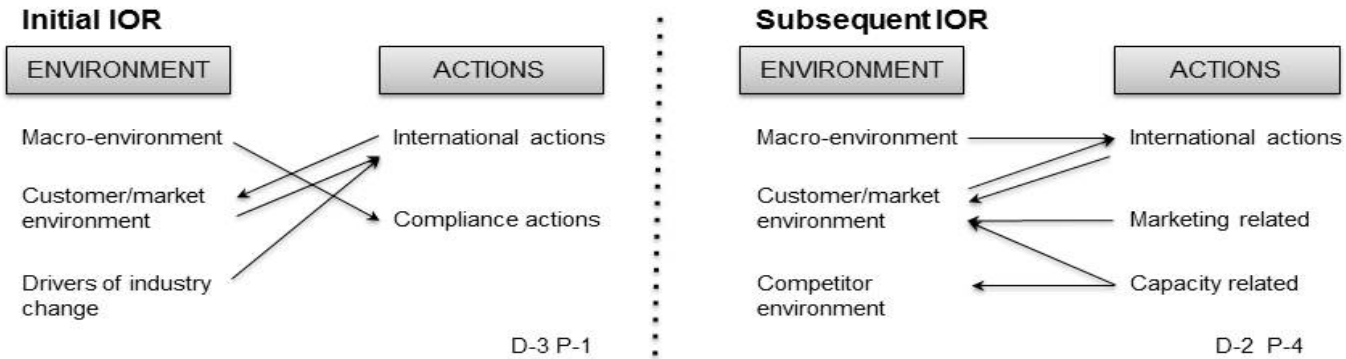 Initial IOR
ENVIRONMENT
ACTIONS
Macro-environment
International actions
Customer/market
environment
Compliance actions
Drivers of industry
change
D-3 P-1
Subsequent IOR
ENVIRONMENT
ACTIONS
Macro-environment
International actions
Customer/market
environment
Marketing related
Competitor
environment
Capacity related
D-2 P-4